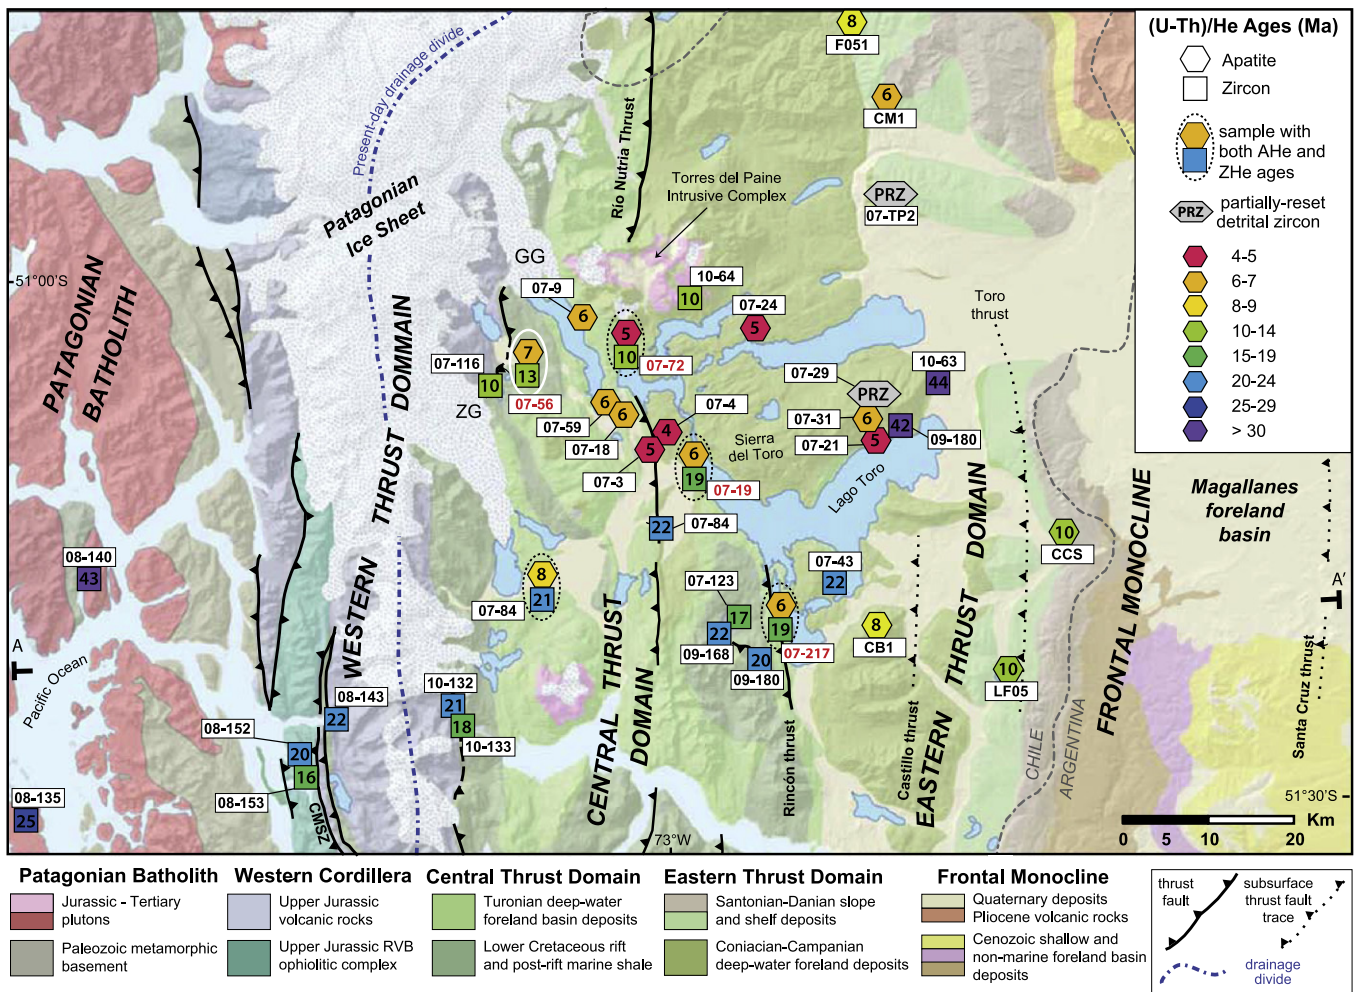 (U-Th)/He Ages (Ma)
Apatite
Zircon
sample with
both AHe and
ZHe ages
PRZ
partially-reset
detrital zircon
4-5
6-7
8-9
10-14
15-19
20-24
25-29
> 30
8
F051
6
CM1
PRZ
07-TP2
Present-day drainage divide
Patagonian
Ice Sheet
Río Nutria Thrust
Torres del Paine
Intrusive Complex
51°00'S
PATAGONIAN
BATHOLITH
GG
07-9
6
10-64
10
07-24
5
5
10
07-72
Toro
thrust
07-116
10
7
13
07-56
ZG
10-63
44
07-29
PRZ
07-31
6
42
07-21
5
09-180
6
07-59
6
07-18
07-4
4
5
07-3
6
19
07-19
Sierra
del Toro
Lago Toro
22
07-84
WESTERN THRUST DOMMAIN
CENTRAL THRUST
DOMAIN
EASTERN THRUST DOMAIN
FRONTAL MONOCLINE
Magallanes
foreland
basin
10
CCS
08-140
43
8
21
07-84
07-43
22
07-123
17
22
09-168
20
09-180
6
19
07-217
8
CB1
10
LF05
A
A'
Pacific Ocean
08-143
22
08-152
20
16
08-153
CMSZ
10-132
21
18
10-133
08-135
25
Rincón thrust
Castillo thrust
CHILE
ARGENTINA
Santa Cruz thrust
51°30'S
73°W
0 5 10 20 Km
Patagonian Batholith
Jurassic - Tertiary
plutons
Paleozoic metamorphic
basement
Western Cordillera
Upper Jurassic
volcanic rocks
Upper Jurassic RVB
ophiolitic complex
Central Thrust Domain
Turonian deep-water
foreland basin deposits
Lower Cretaceous rift
and post-rift marine shale
Eastern Thrust Domain
Santonian-Danian slope
and shelf deposits
Coniacian-Campanian
deep-water foreland deposits
Frontal Monocline
Quaternary deposits
Pliocene volcanic rocks
Cenozoic shallow and
non-marine foreland basin
deposits
thrust
fault
subsurface
thrust fault
trace
drainage
divide